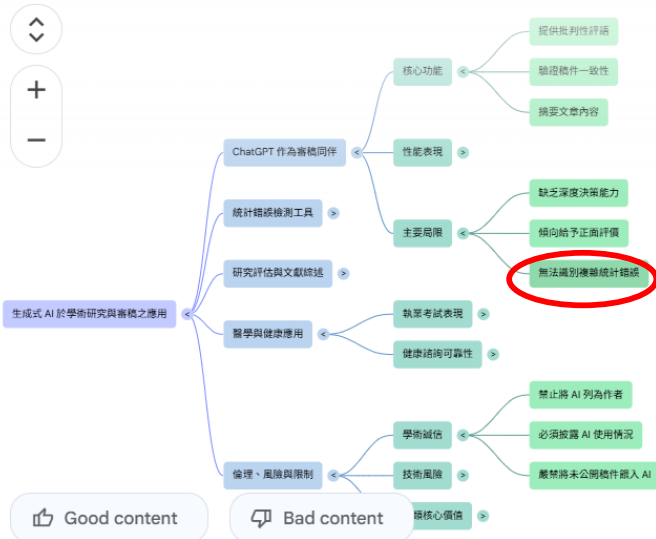 提供批判性評語
核心功能
驗證稿件一致性
摘要文章內容
ChatGPT 作為審稿同伴
性能表現
缺乏深度決策能力
統計錯誤檢測工具
主要局限
傾向給予正面評價
研究評估與文獻綜述
無法識別複雜統計錯誤
生成式 AI 於學術研究與審稿之應用
執業考試表現
醫學與健康應用
健康諮詢可靠性
禁止將 AI 列為作者
學術誠信
必須披露 AI 使用情況
倫理、風險與限制
技術風險
嚴禁將未公開稿件餵入 AI
Good content
Bad content
核心價值